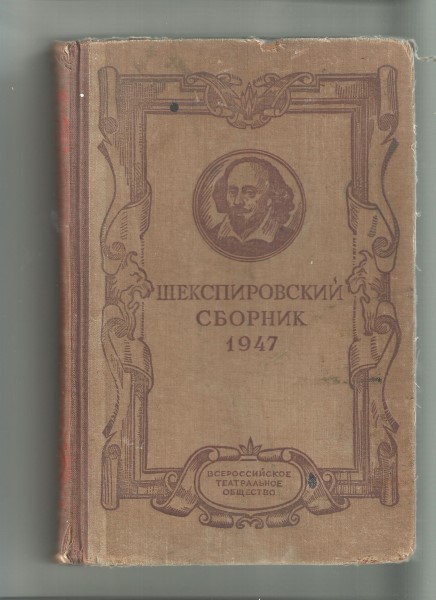 ШЕКСПИРОВСКИЙ
СБОРНИК
1947
ВСЕРОССИЙСКОЕ
ТЕАТРАЛЬНОЕ
ОБЩЕСТВО